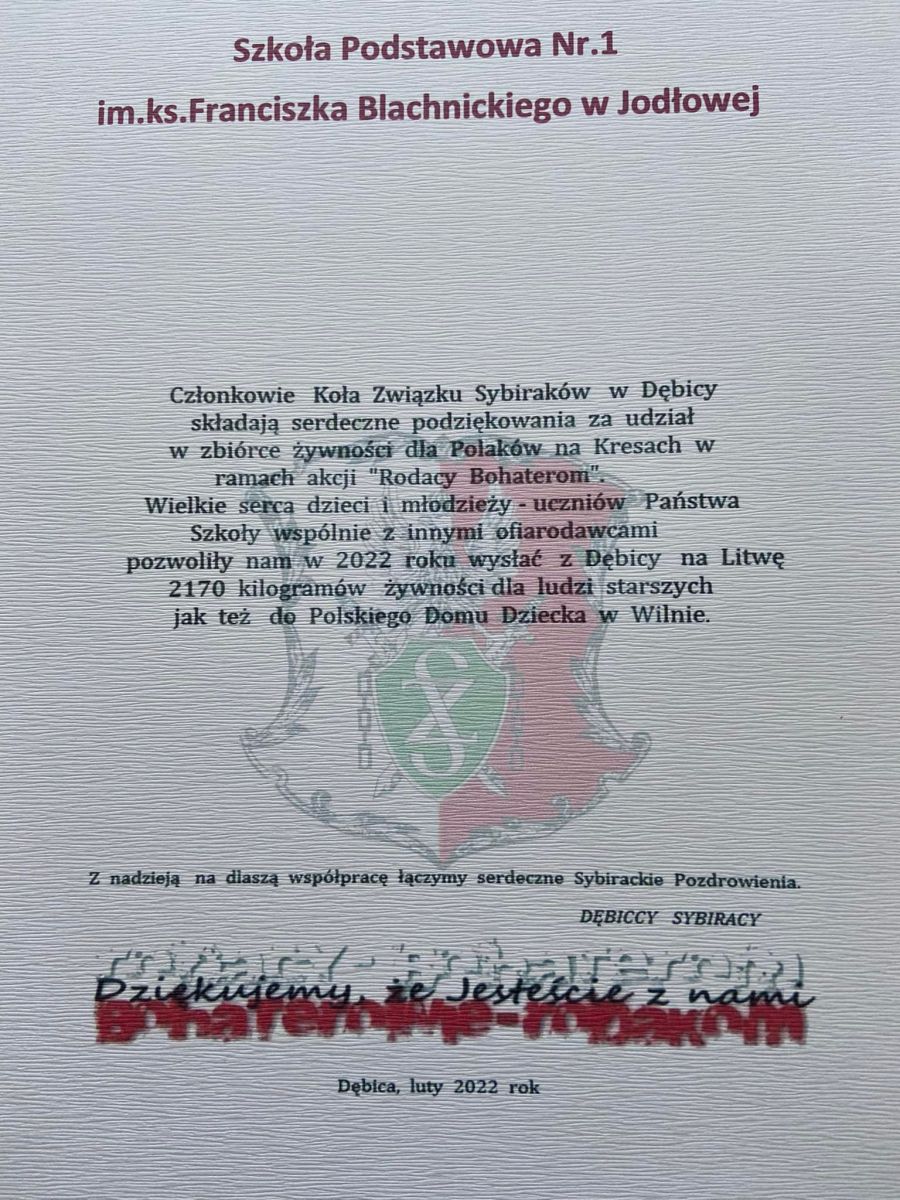 Szkoła Podstawowa Nr.1
im.ks.Franciszka Blachnickiego w Jodłowej
Członkowie Koła Związku Sybiraków w Dębicy
składają serdeczne podziękowania za udział
w zbiórce żywności dla Polaków na Kresach w
ramach akcji "Rodacy Bohaterom".
Wielkie serca dzieci i młodzieży - uczniów Państwa
Szkoły wspólnie z innymi ofiarodawcami
pozwoliły nam w 2022 roku wysłać z Dębicy na Litwę
2170 kilogramów żywności dla ludzi starszych
jak też do Polskiego Domu Dziecka w Wilnie.
Z nadzieją na dlaszą współpracę łączymy serdeczne Sybirackie Pozdrowienia.
DĘBICCY SYBIRACY
Dziękujemy, że Jesteście z nami
Dębica, luty 2022 rok